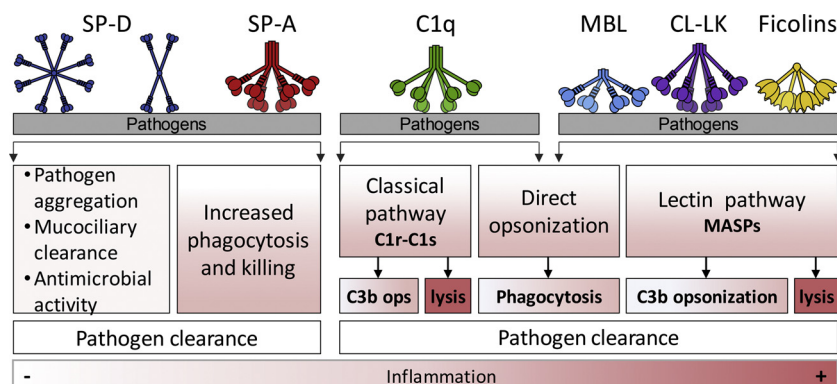 SP-D
SP-A
C1q
MBL
CL-LK
Ficolins
Pathogens
Pathogens
Pathogens
• Pathogen
aggregation
• Mucociliary
clearance
• Antimicrobial
activity
Increased
phagocytosis
and killing
Classical
pathway
C1r-C1s
Direct
opsonization
Lectin pathway
MASPs
C3b ops
lysis
Phagocytosis
C3b opsonization
lysis
Pathogen clearance
Pathogen clearance
- Inflammation +